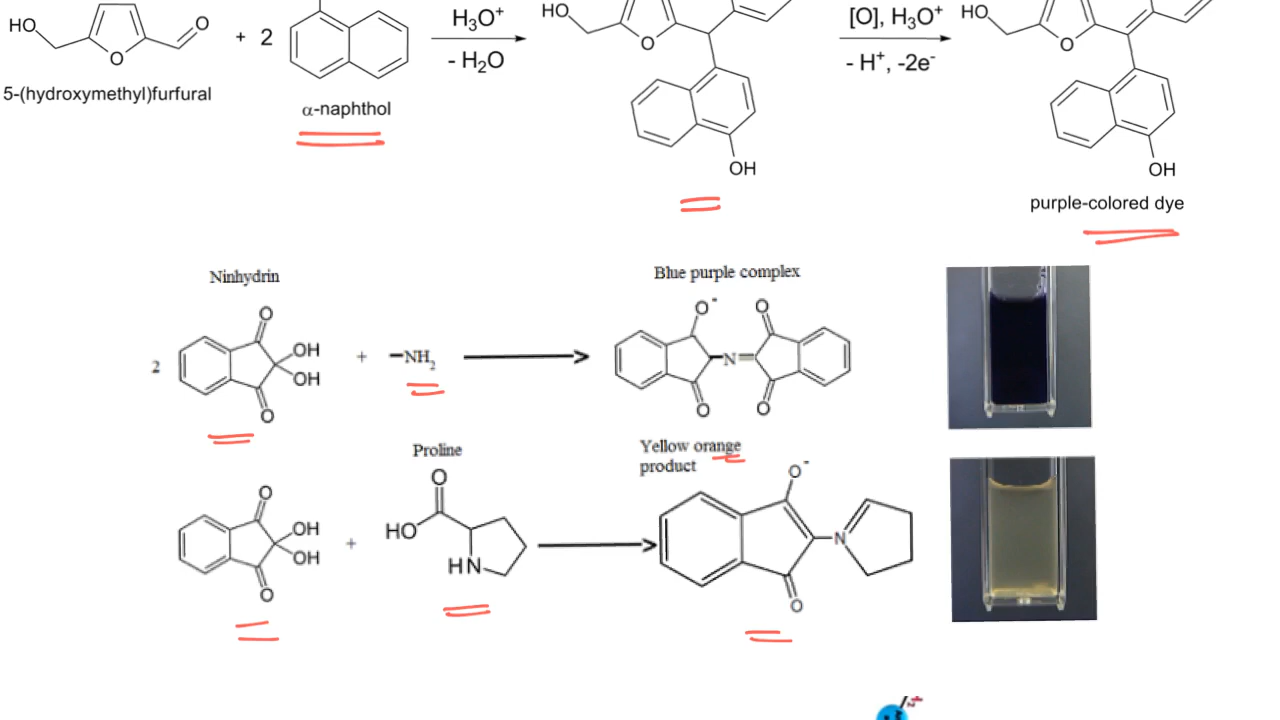 HO
O
O
+ 2
H₃O⁺
- H₂O
HO
O
OH
[O], H₃O⁺
- H⁺, -2e⁻
HO
O
OH
5-(hydroxymethyl)furfural
α-naphthol
purple-colored dye
Ninhydrin
Blue purple complex
2
O
OH
OH
O
+
–NH₂
O⁻
O
N
O
O
Proline
Yellow orange
product
O
OH
OH
O
+
O
HO
HN
O⁻
N
O